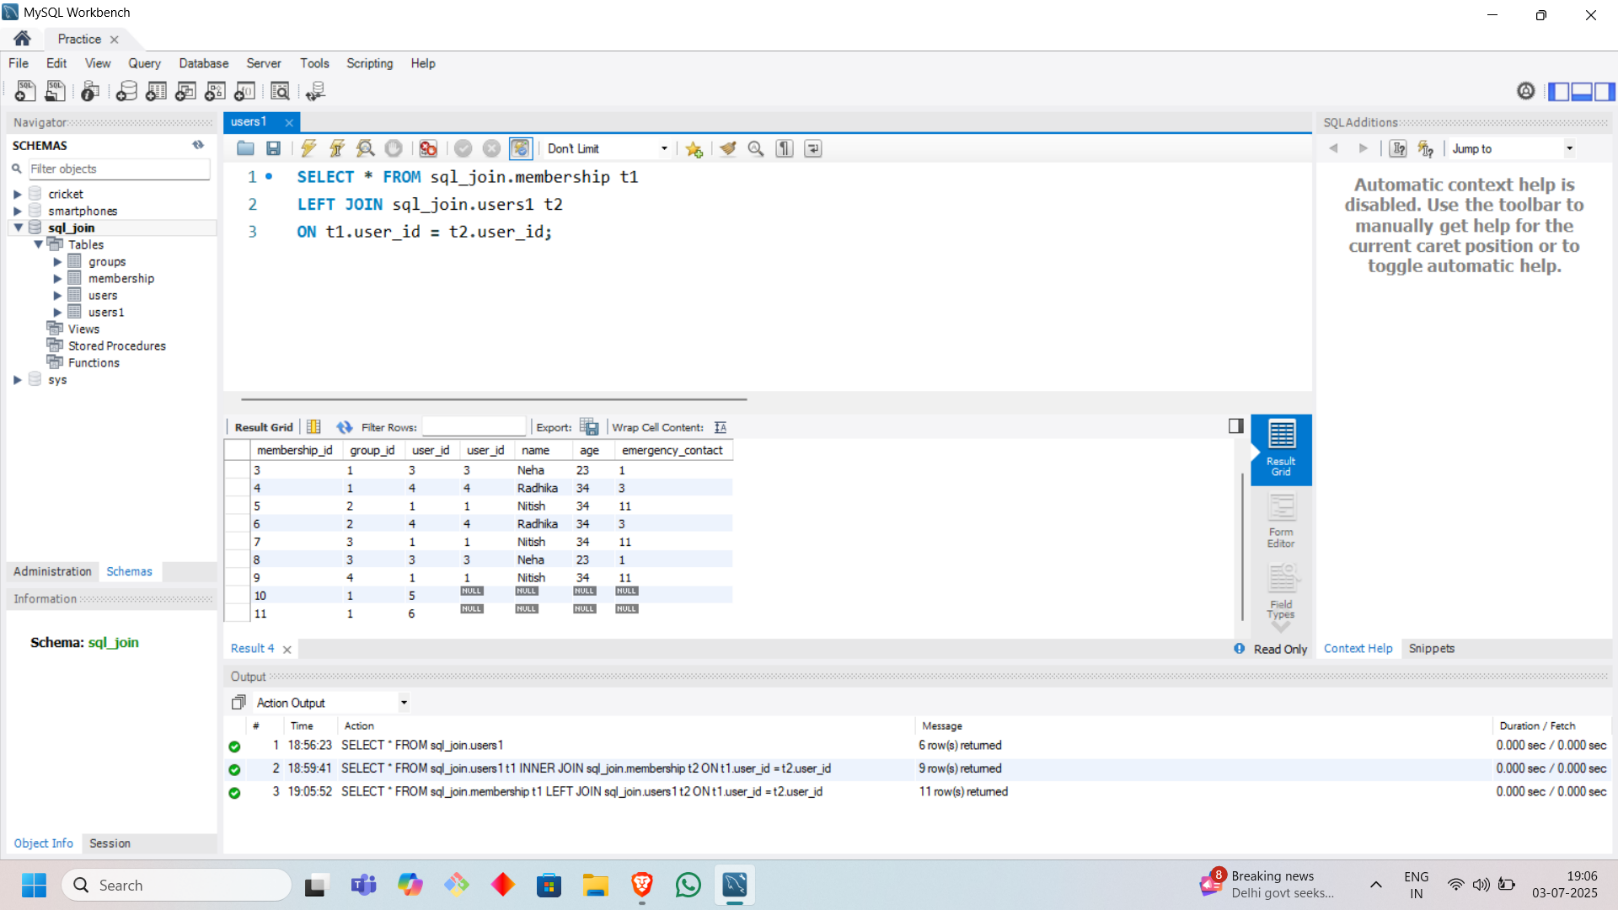 MySQL Workbench
Practice
File Edit View Query Database Server Tools Scripting Help
Navigator
SCHEMAS
Filter objects
cricket
smartphones
sql_join
Tables
groups
membership
users
users1
Views
Stored Procedures
Functions
sys
Administration Schemas
Information
Schema: sql_join
Object Info Session
users1
Don't Limit
1 SELECT * FROM sql_join.membership t1
2 LEFT JOIN sql_join.users1 t2
3 ON t1.user_id = t2.user_id;
Result Grid Filter Rows: Export: Wrap Cell Content:
membership_id group_id user_id user_id name age emergency_contact
3 1 3 3 Neha 23 1
4 1 4 4 Radhika 34 3
5 2 1 1 Nitish 34 11
6 2 4 4 Radhika 34 3
7 3 1 1 Nitish 34 11
8 3 3 3 Neha 23 1
9 4 1 1 Nitish 34 11
10 1 5 NULL NULL NULL NULL
11 1 6 NULL NULL NULL NULL
Result Grid
Form Editor
Field Types
Result 4
Read Only
SQLAdditions
Jump to
Automatic context help is
disabled. Use the toolbar to
manually get help for the
current caret position or to
toggle automatic help.
Context Help Snippets
Output
Action Output
# Time Action Message Duration / Fetch
1 18:56:23 SELECT * FROM sql_join.users1 6 row(s) returned 0.000 sec / 0.000 sec
2 18:59:41 SELECT * FROM sql_join.users1 t1 INNER JOIN sql_join.membership t2 ON t1.user_id = t2.user_id 9 row(s) returned 0.000 sec / 0.000 sec
3 19:05:52 SELECT * FROM sql_join.membership t1 LEFT JOIN sql_join.users1 t2 ON t1.user_id = t2.user_id 11 row(s) returned 0.000 sec / 0.000 sec
Search
8
Breaking news
Delhi govt seeks...
ENG
IN
19:06
03-07-2025